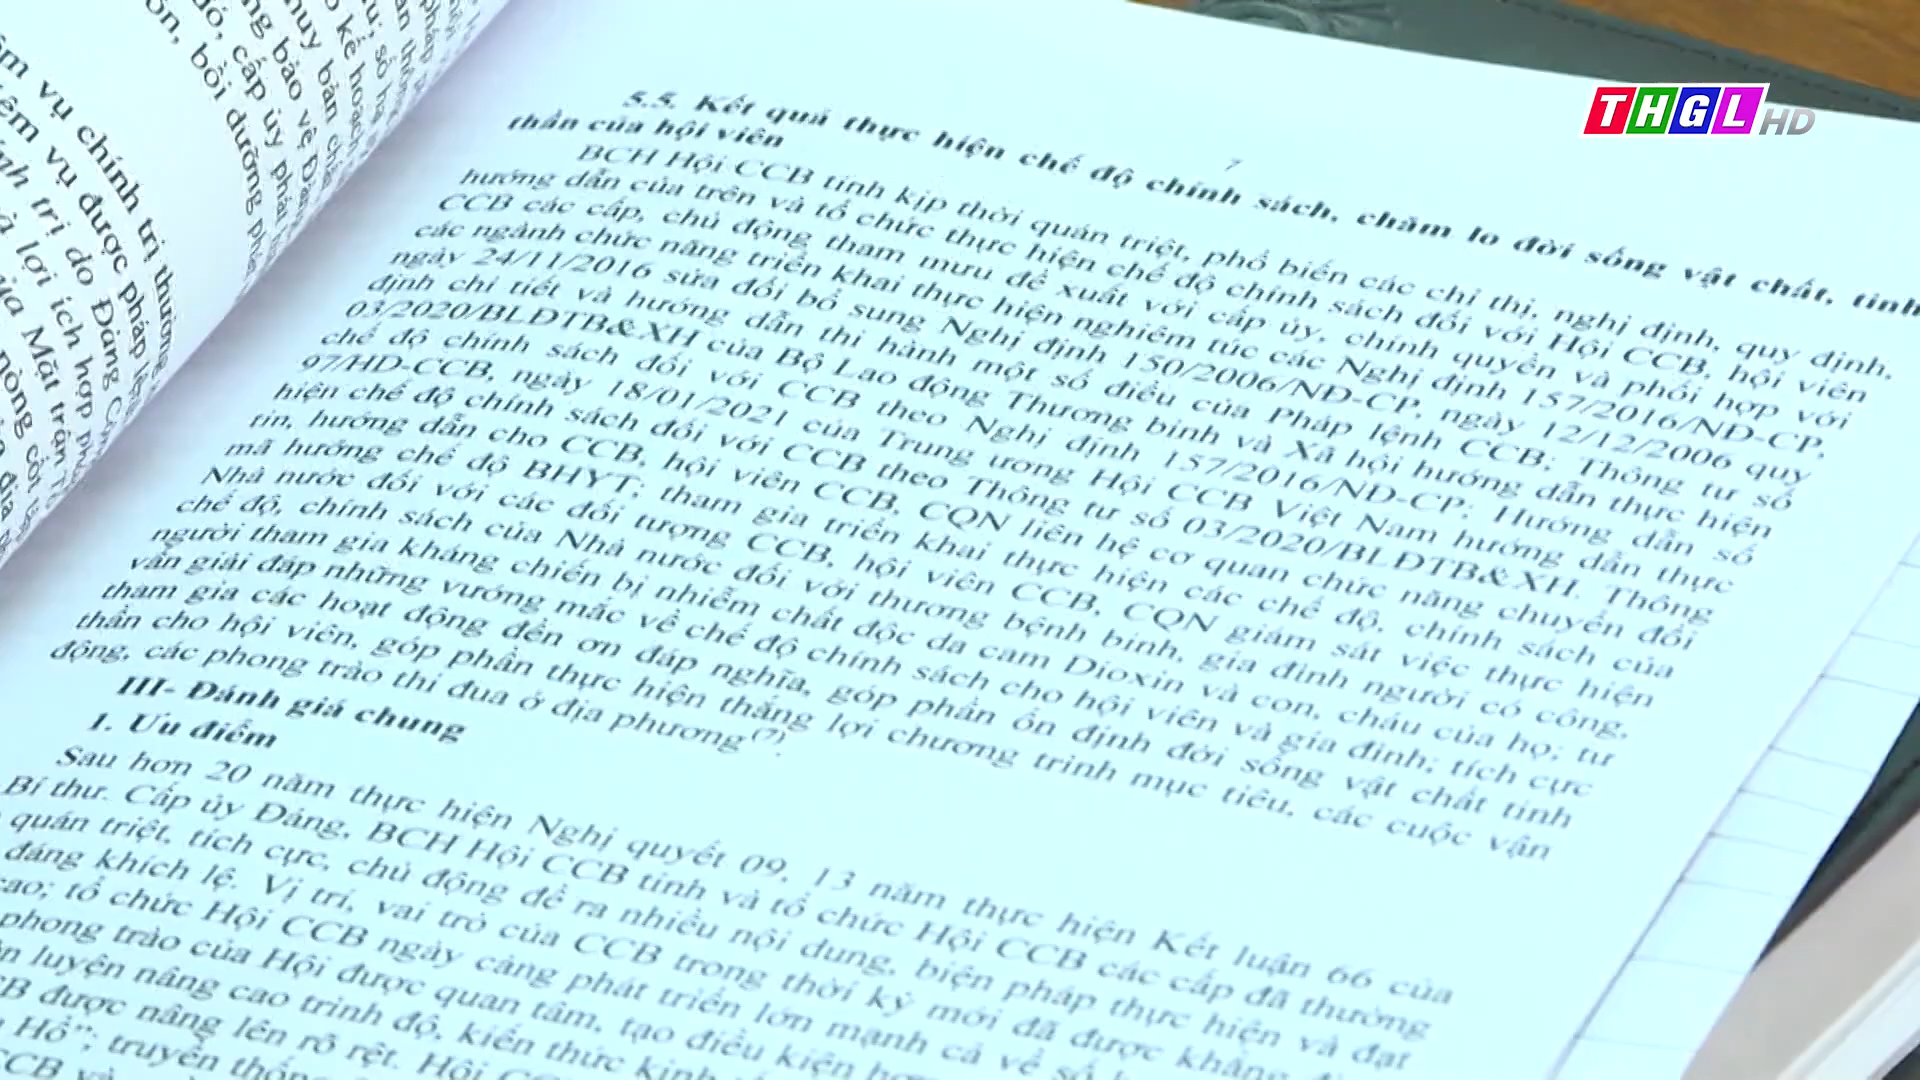 THGL HD
7
5.5. Kết quả thực hiện chế độ chính sách, chăm lo đời sống vật chất, tinh
thần của hội viên
BCH Hội CCB tỉnh kịp thời quán triệt, phổ biến các chỉ thị, nghị định, quy định,
hướng dẫn của trên và tổ chức thực hiện chế độ chính sách đối với Hội CCB, hội viên
CCB các cấp, chủ động tham mưu đề xuất với cấp ủy, chính quyền và phối hợp với
các ngành chức năng triển khai thực hiện nghiêm túc các Nghị định 157/2016/NĐ-CP,
ngày 24/11/2016 sửa đổi bổ sung Nghị định 150/2006/NĐ-CP, ngày 12/12/2006 quy
định chi tiết và hướng dẫn thi hành một số điều của Pháp lệnh CCB; Thông tư số
03/2020/BLĐTB&XH của Bộ Lao động Thương binh và Xã hội hướng dẫn thực hiện
chế độ chính sách đối với CCB theo Nghị định 157/2016/NĐ-CP; Hướng dẫn số
97/HD-CCB, ngày 18/01/2021 của Trung ương Hội CCB Việt Nam hướng dẫn thực
hiện chế độ chính sách đối với CCB theo Thông tư số 03/2020/BLĐTB&XH. Thông
tin, hướng dẫn cho CCB, hội viên CCB, CQN liên hệ cơ quan chức năng chuyển đổi
mã hưởng chế độ BHYT; tham gia triển khai thực hiện các chế độ, chính sách của
Nhà nước đối với các đối tượng CCB, hội viên CCB, CQN giám sát việc thực hiện
chế độ, chính sách của Nhà nước đối với thương bệnh binh, gia đình người có công,
người tham gia kháng chiến bị nhiễm chất độc da cam Dioxin và con, cháu của họ; tư
vấn giải đáp những vướng mắc về chế độ chính sách cho hội viên và gia đình; tích cực
tham gia các hoạt động đền ơn đáp nghĩa, góp phần ổn định đời sống vật chất tinh
thần cho hội viên, góp phần thực hiện thắng lợi chương trình mục tiêu, các cuộc vận
động, các phong trào thi đua ở địa phương(7).
III- Đánh giá chung
1. Ưu điểm
Sau hơn 20 năm thực hiện Nghị quyết 09, 13 năm thực hiện Kết luận 66 của
Bí thư. Cấp ủy Đảng, BCH Hội CCB tỉnh và tổ chức Hội CCB các cấp đã thường
quán triệt, tích cực, chủ động đề ra nhiều nội dung, biện pháp thực hiện và đạt
đáng khích lệ. Vị trí, vai trò của CCB trong thời kỳ mới đã được khẳng
cao; tổ chức Hội CCB ngày càng phát triển lớn mạnh cả về số
phong trào của Hội được quan tâm, tạo điều kiện
luyện nâng cao trình độ, kiến thức kinh
được nâng lên rõ rệt. Hội
Hồ"; truyền thống